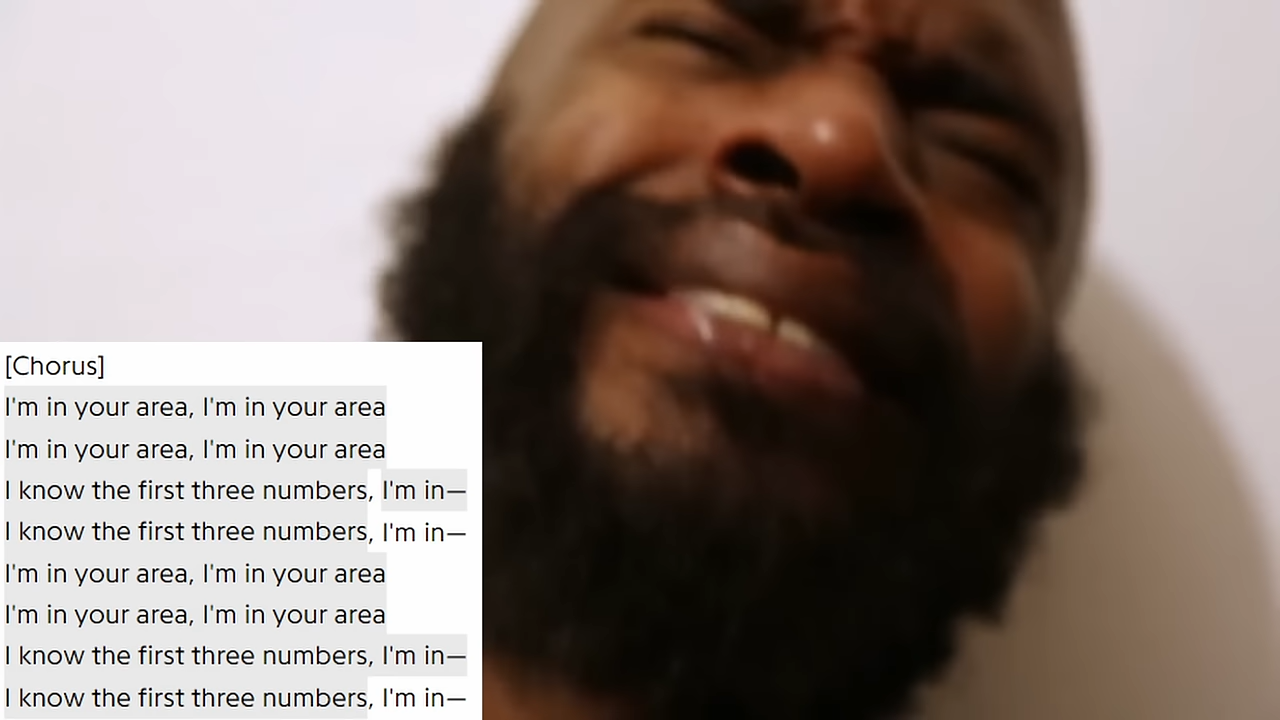 [Chorus]
I'm in your area, I'm in your area
I'm in your area, I'm in your area
I know the first three numbers, I'm in—
I know the first three numbers, I'm in—
I'm in your area, I'm in your area
I'm in your area, I'm in your area
I know the first three numbers, I'm in—
I know the first three numbers, I'm in—